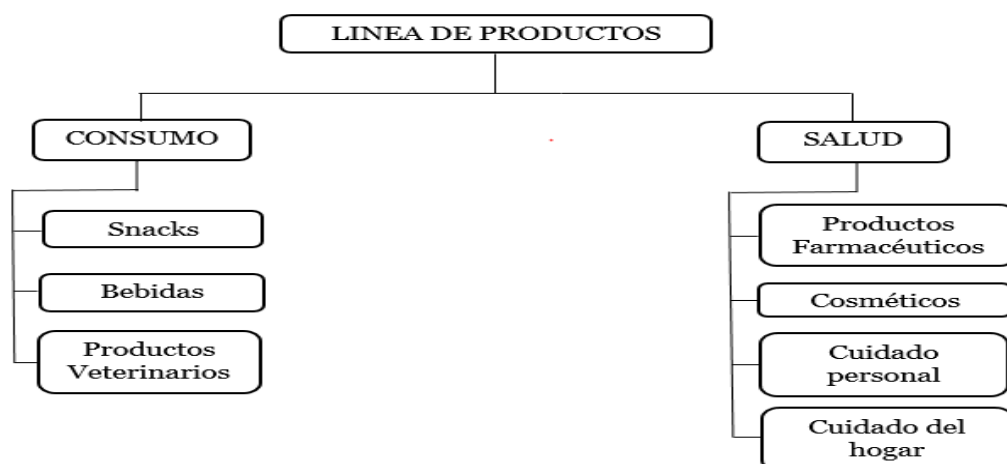 LINEA DE PRODUCTOS
CONSUMO
Snacks
Bebidas
Productos
Veterinarios
SALUD
Productos
Farmacéuticos
Cosméticos
Cuidado
personal
Cuidado del
hogar